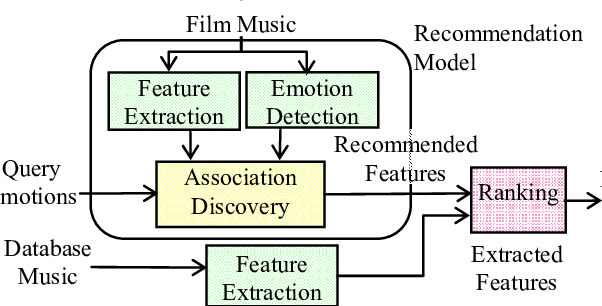 Film Music
Recommendation
Model
Feature
Extraction
Emotion
Detection
Recommended
Features
Query
motions
Association
Discovery
Ranking
Database
Music
Feature
Extraction
Extracted
Features